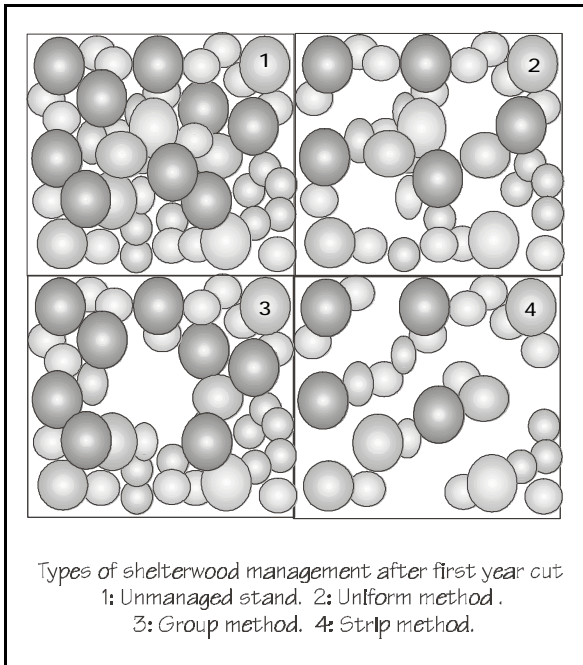 1
2
3
4
Types of shelterwood management after first year cut
1: Unmanaged stand. 2: Uniform method .
3: Group method. 4: Strip method.